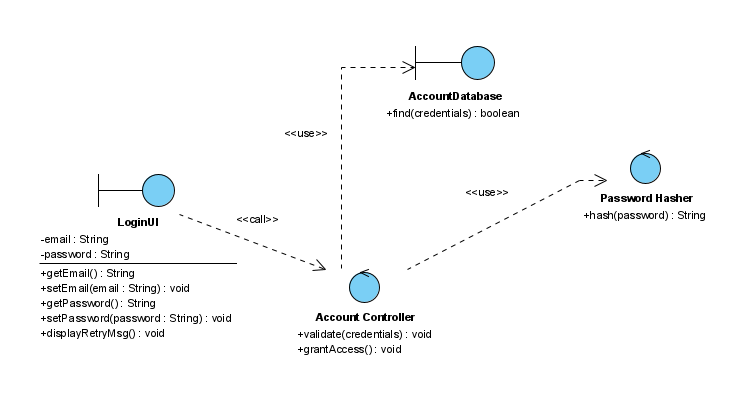 AccountDatabase
+find(credentials) : boolean
<<use>>
Password Hasher
+hash(password) : String
<<use>>
LoginUI
-email : String
-password : String
+getEmail() : String
+setEmail(email : String) : void
+getPassword() : String
+setPassword(password : String) : void
+displayRetryMsg() : void
<<call>>
Account Controller
+validate(credentials) : void
+grantAccess() : void